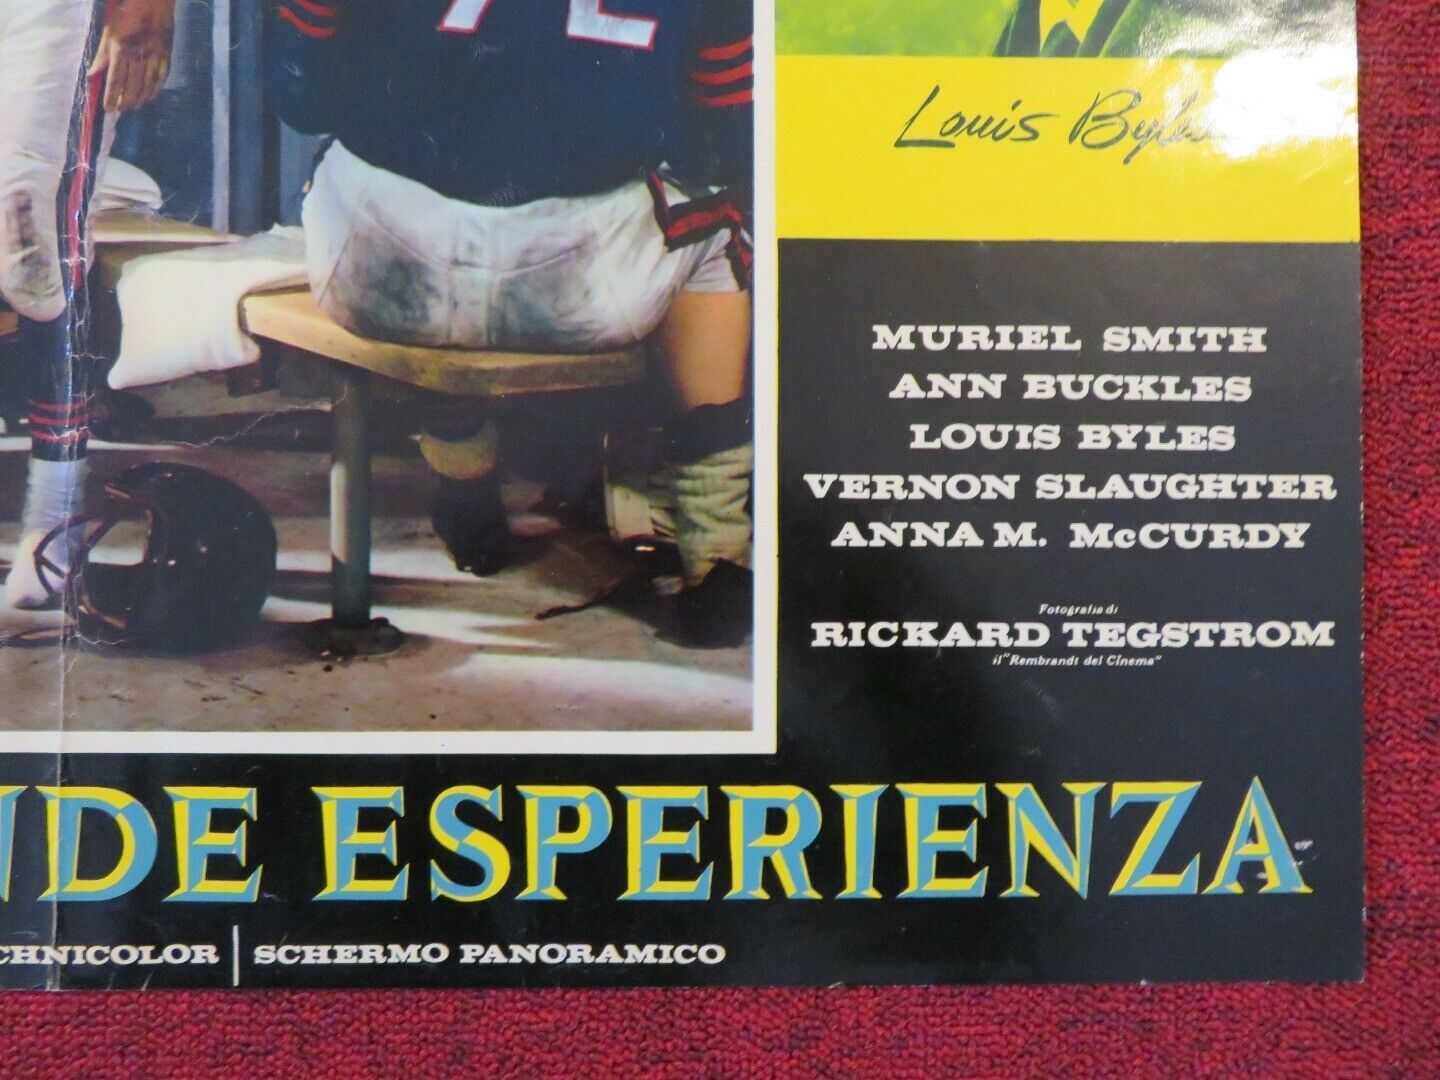 72
Louis Byles
MURIEL SMITH
ANN BUCKLES
LOUIS BYLES
VERNON SLAUGHTER
ANNA M. McCURDY
Fotografia di
RICKARD TEGSTROM
il "Rembrandt del Cinema"
NDE ESPERIENZA
CHNICOLOR | SCHERMO PANORAMICO